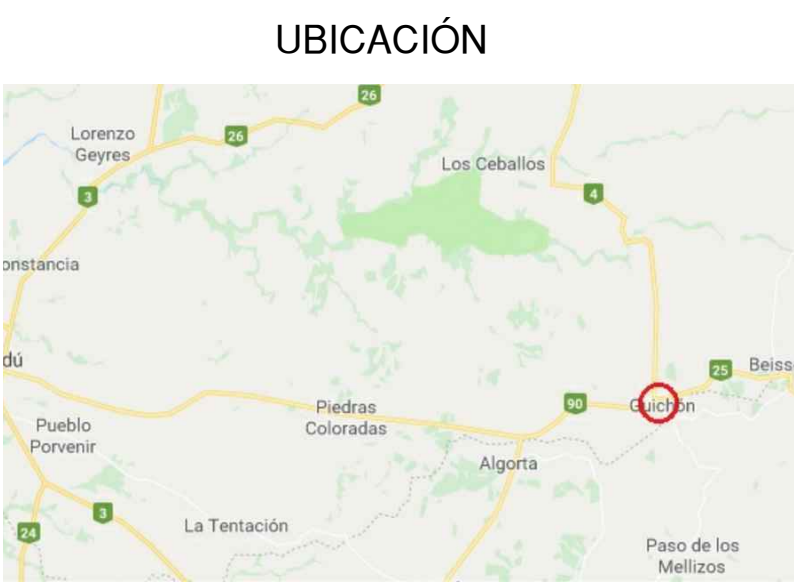 UBICACIÓN
26
Lorenzo
Geyres
26
Los Ceballos
3
4
onstancia
dú
25
Beiss
Piedras
Coloradas
90
Guichón
Pueblo
Porvenir
Algorta
3
La Tentación
24
Paso de los
Mellizos